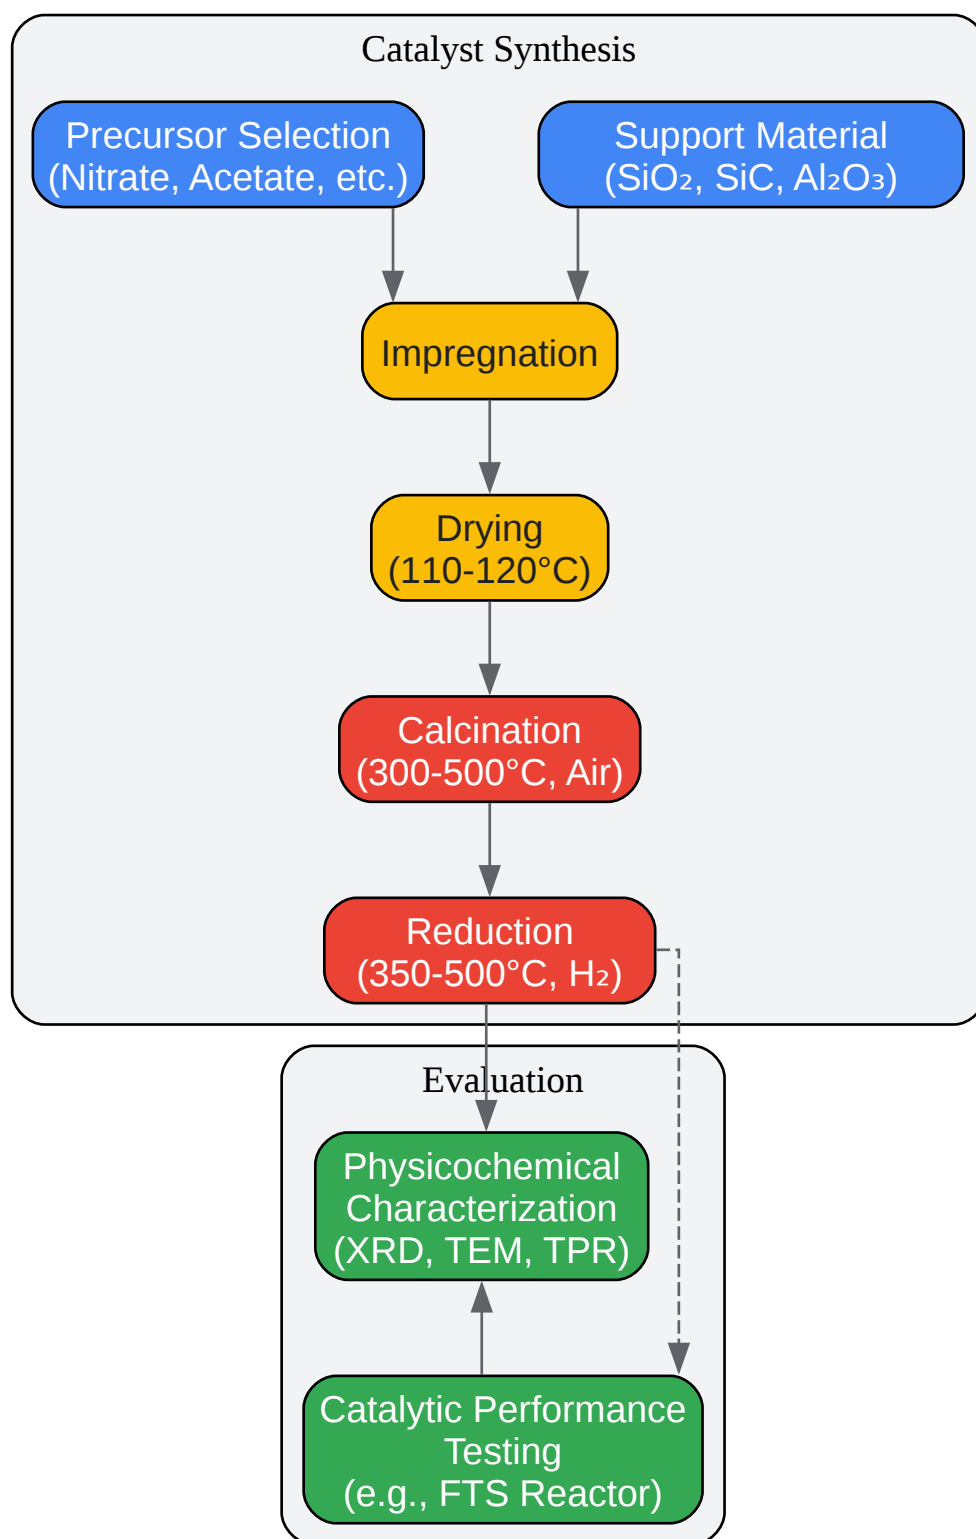 Catalyst Synthesis
Precursor Selection
(Nitrate, Acetate, etc.)
Support Material
(SiO₂, SiC, Al₂O₃)
Impregnation
Drying
(110-120°C)
Calcination
(300-500°C, Air)
Reduction
(350-500°C, H₂)
Evaluation
Physicochemical
Characterization
(XRD, TEM, TPR)
Catalytic Performance
Testing
(e.g., FTS Reactor)